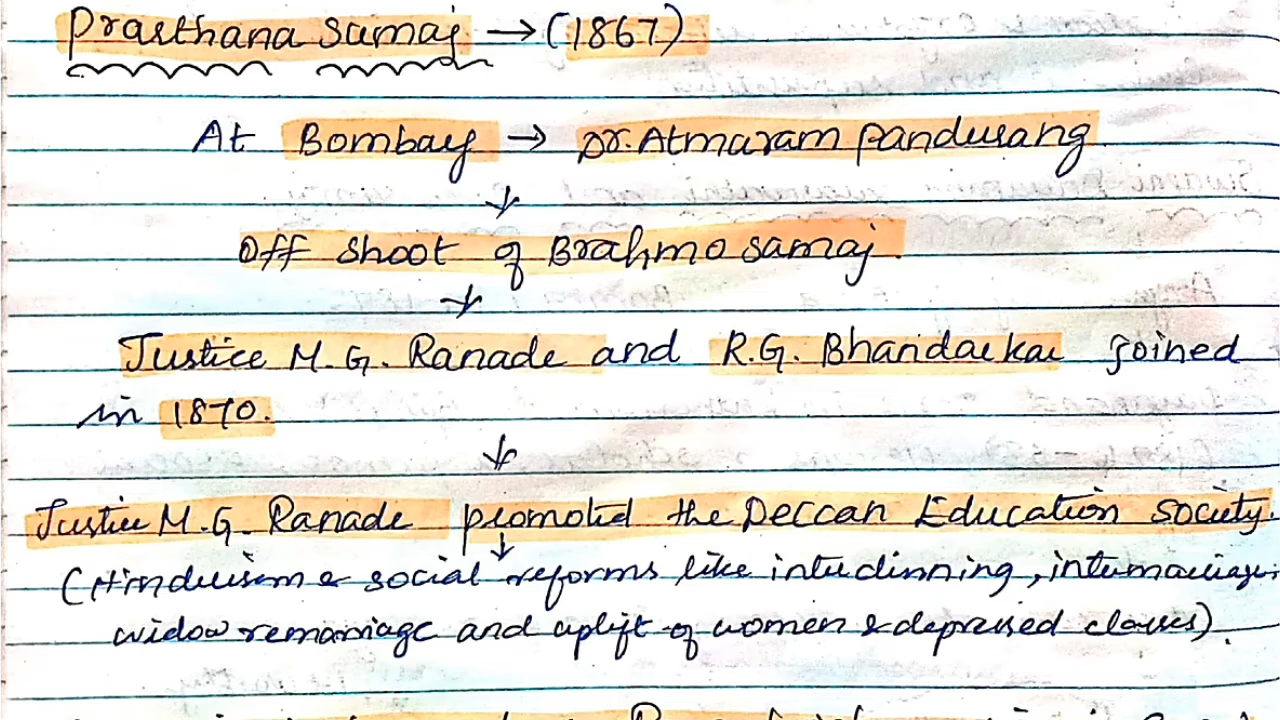 Prarthana Samaj → (1867)
At Bombay → Dr. Atmaram Pandurang
↓
Off shoot of Brahmo samaj.
↓
Justice M.G. Ranade and R.G. Bhandarkar joined
in 1870.
↓
Justice M.G. Ranade promoted the Deccan Education Society.
↓
(Hinduism & social reforms like interdinning, intermarriage,
widow remarriage and uplift of women & depressed classes).